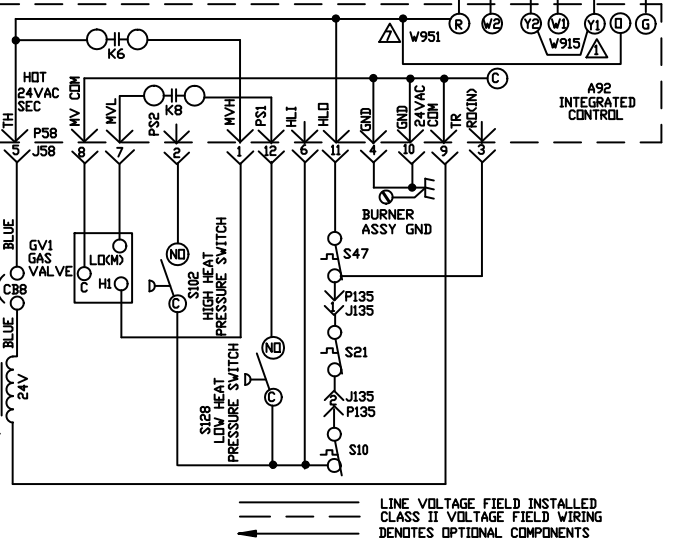 7 W951
R W2 Y2 W1 Y1 O G
W915 1
K6
C
HOT
24VAC
SEC
TH
P58
J58
MV COM
MVL
K8
PS2
MVH
PS1
HLI
HLO
GND
GND
24VAC
COM
TR
RO(IN)
A92
INTEGRATED
CONTROL
5 8 7 2 1 12 6 11 4 10 9 3
BURNER
ASSY GND
BLUE
GV1
GAS
VALVE
CB8
BLUE
24V
LO(M)
C HI
NO
C
S102
HIGH HEAT
PRESSURE SWITCH
NO
C
S128
LOW HEAT
PRESSURE SWITCH
S47
P135
1 J135
S21
2 J135
P135
S10
LINE VOLTAGE FIELD INSTALLED
CLASS II VOLTAGE FIELD WIRING
DENOTES OPTIONAL COMPONENTS